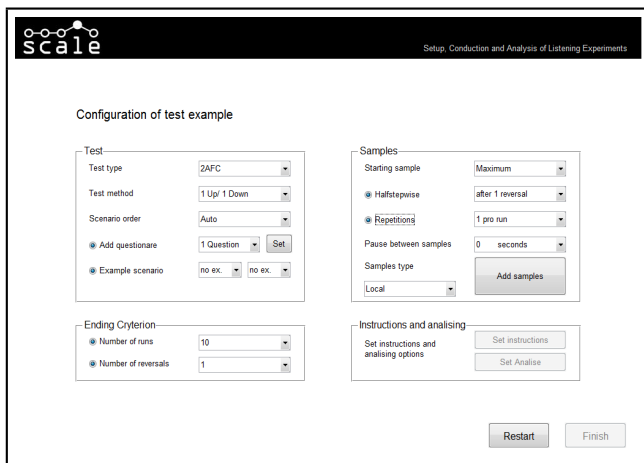 scale
Setup, Conduction and Analysis of Listening Experiments
Configuration of test example
Test
Test type 2AFC
Test method 1 Up/ 1 Down
Scenario order Auto
Add questionare 1 Question Set
Example scenario no ex. no ex.
Samples
Starting sample Maximum
Halfstepwise after 1 reversal
Repetitions 1 pro run
Pause between samples 0 seconds
Samples type
Local
Add samples
Ending Cryterion
Number of runs 10
Number of reversals 1
Instructions and analising
Set instructions and
analising options
Set instructions
Set Analise
Restart Finish